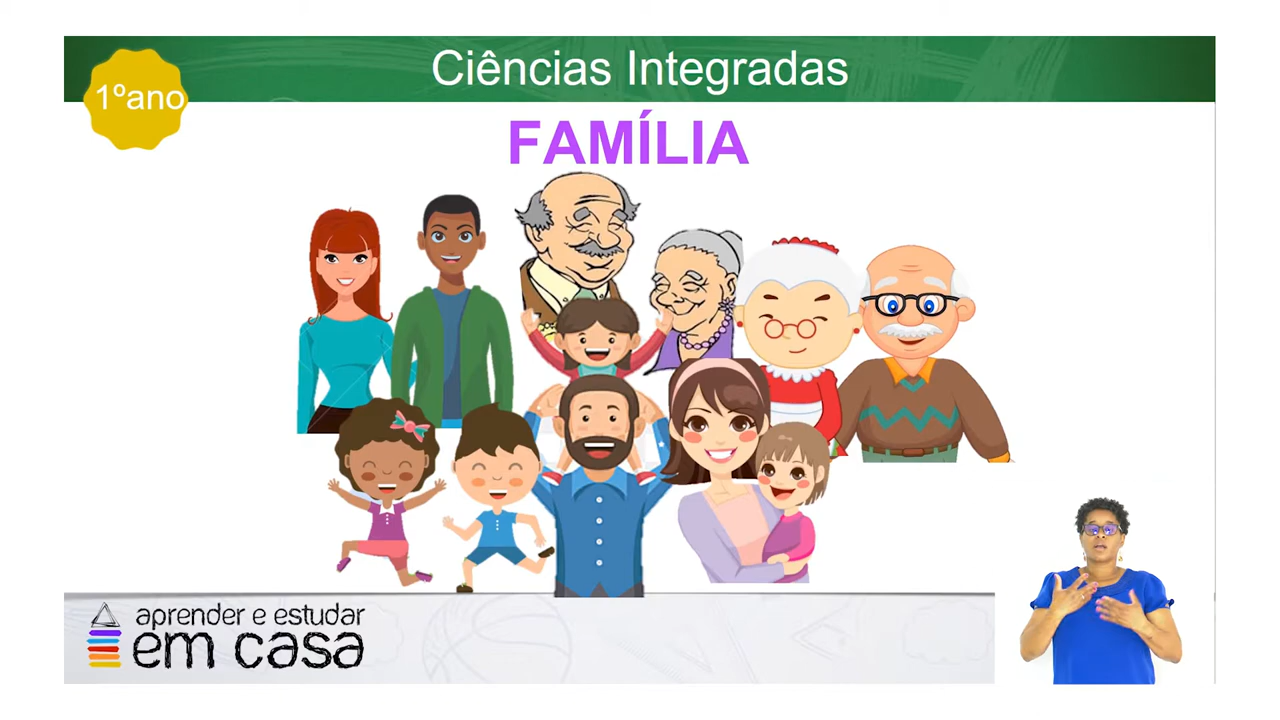 Ciências Integradas
1ºano
FAMÍLIA
aprender e estudar
em casa